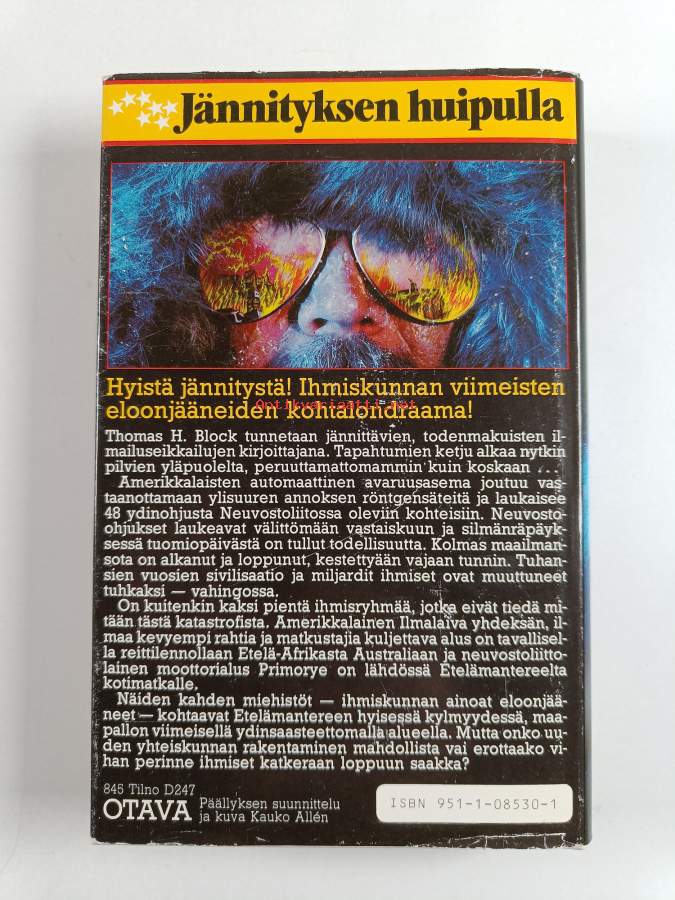 Jännityksen huipulla
Hyistä jännitystä! Ihmiskunnan viimeisten
eloonjääneiden kohtalondraama!
Optikvariaatti.net
Thomas H. Block tunnetaan jännittävien, todenmakuisten il-
mailuseikkailujen kirjoittajana. Tapahtumien ketju alkaa nytkin
pilvien yläpuolelta, peruuttamattomammin kuin koskaan ...
Amerikkalaisten automaattinen avaruusasema joutuu vas-
taanottamaan ylisuuren annoksen röntgensäteitä ja laukaisee
48 ydinohjusta Neuvostoliitossa oleviin kohteisiin. Neuvosto-
ohjukset laukeavat välittömään vastaiskuun ja silmänräpäyk-
sessä tuomiopäivästä on tullut todellisuutta. Kolmas maailman-
sota on alkanut ja loppunut, kestettyään vajaan tunnin. Tuhan-
sien vuosien sivilisaatio ja miljardit ihmiset ovat muuttuneet
tuhkaksi — vahingossa.
On kuitenkin kaksi pientä ihmisryhmää, jotka eivät tiedä mi-
tään tästä katastrofista. Amerikkalainen Ilmalaiva yhdeksän, il-
maa kevyempi rahtia ja matkustajia kuljettava alus on tavallisel-
la reittilennollaan Etelä-Afrikasta Australiaan ja neuvostoliitto-
lainen moottorialus Primorye on lähdössä Etelämantereelta
kotimatkalle.
Näiden kahden miehistöt — ihmiskunnan ainoat eloonjää-
neet — kohtaavat Etelämantereen hyisessä kylmyydessä, maa-
pallon viimeisellä ydinsaasteettomalla alueella. Mutta onko uu-
den yhteiskunnan rakentaminen mahdollista vai erottaako vi-
han perinne ihmiset katkeraan loppuun saakka?
845 Tilno D247
OTAVA Päällyksen suunnittelu
ja kuva Kauko Allén
ISBN 951-1-08530-1